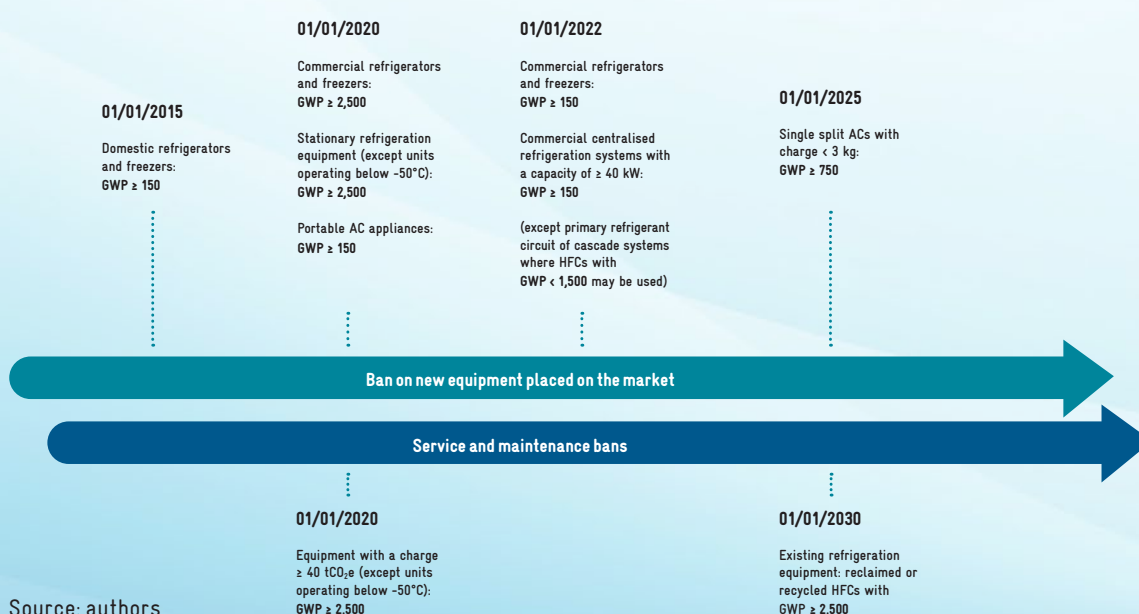 01/01/2015
Domestic refrigerators
and freezers:
GWP ≥ 150
01/01/2020
Commercial refrigerators
and freezers:
GWP ≥ 2,500
Stationary refrigeration
equipment (except units
operating below -50°C):
GWP ≥ 2,500
Portable AC appliances:
GWP ≥ 150
01/01/2022
Commercial refrigerators
and freezers:
GWP ≥ 150
Commercial centralised
refrigeration systems with
a capacity of ≥ 40 kW:
GWP ≥ 150
(except primary refrigerant
circuit of cascade systems
where HFCs with
GWP < 1,500 may be used)
01/01/2025
Single split ACs with
charge < 3 kg:
GWP ≥ 750
Ban on new equipment placed on the market
Service and maintenance bans
01/01/2020
Equipment with a charge
≥ 40 tCO₂e (except units
operating below -50°C):
GWP ≥ 2,500
01/01/2030
Existing refrigeration
equipment: reclaimed or
recycled HFCs with
GWP ≥ 2,500
Source: authors